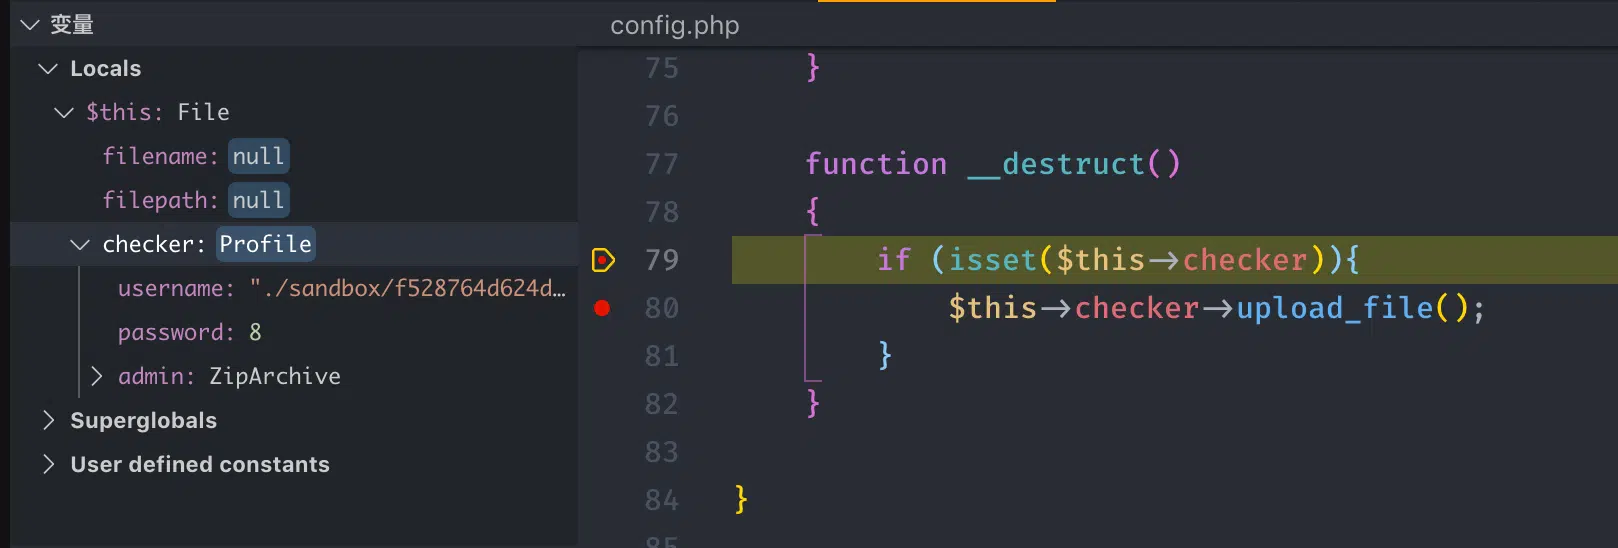 变量
Locals
$this: File
filename: null
filepath: null
checker: Profile
username: "./sandbox/f528764d624d…
password: 8
admin: ZipArchive
Superglobals
User defined constants
config.php
75 }
76
77 function __destruct()
78 {
79 if (isset($this->checker)){
80 $this->checker->upload_file();
81 }
82 }
83
84 }
85